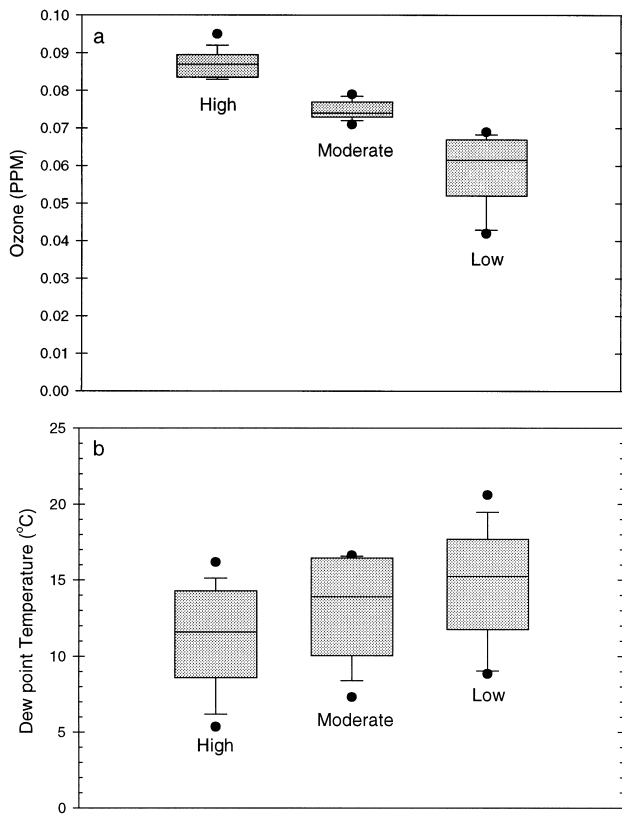 a
Ozone (PPM)
0.10
0.09
0.08
0.07
0.06
0.05
0.04
0.03
0.02
0.01
0.00
High
Moderate
Low
b
Dew point Temperature (°C)
25
20
15
10
5
0
High
Moderate
Low